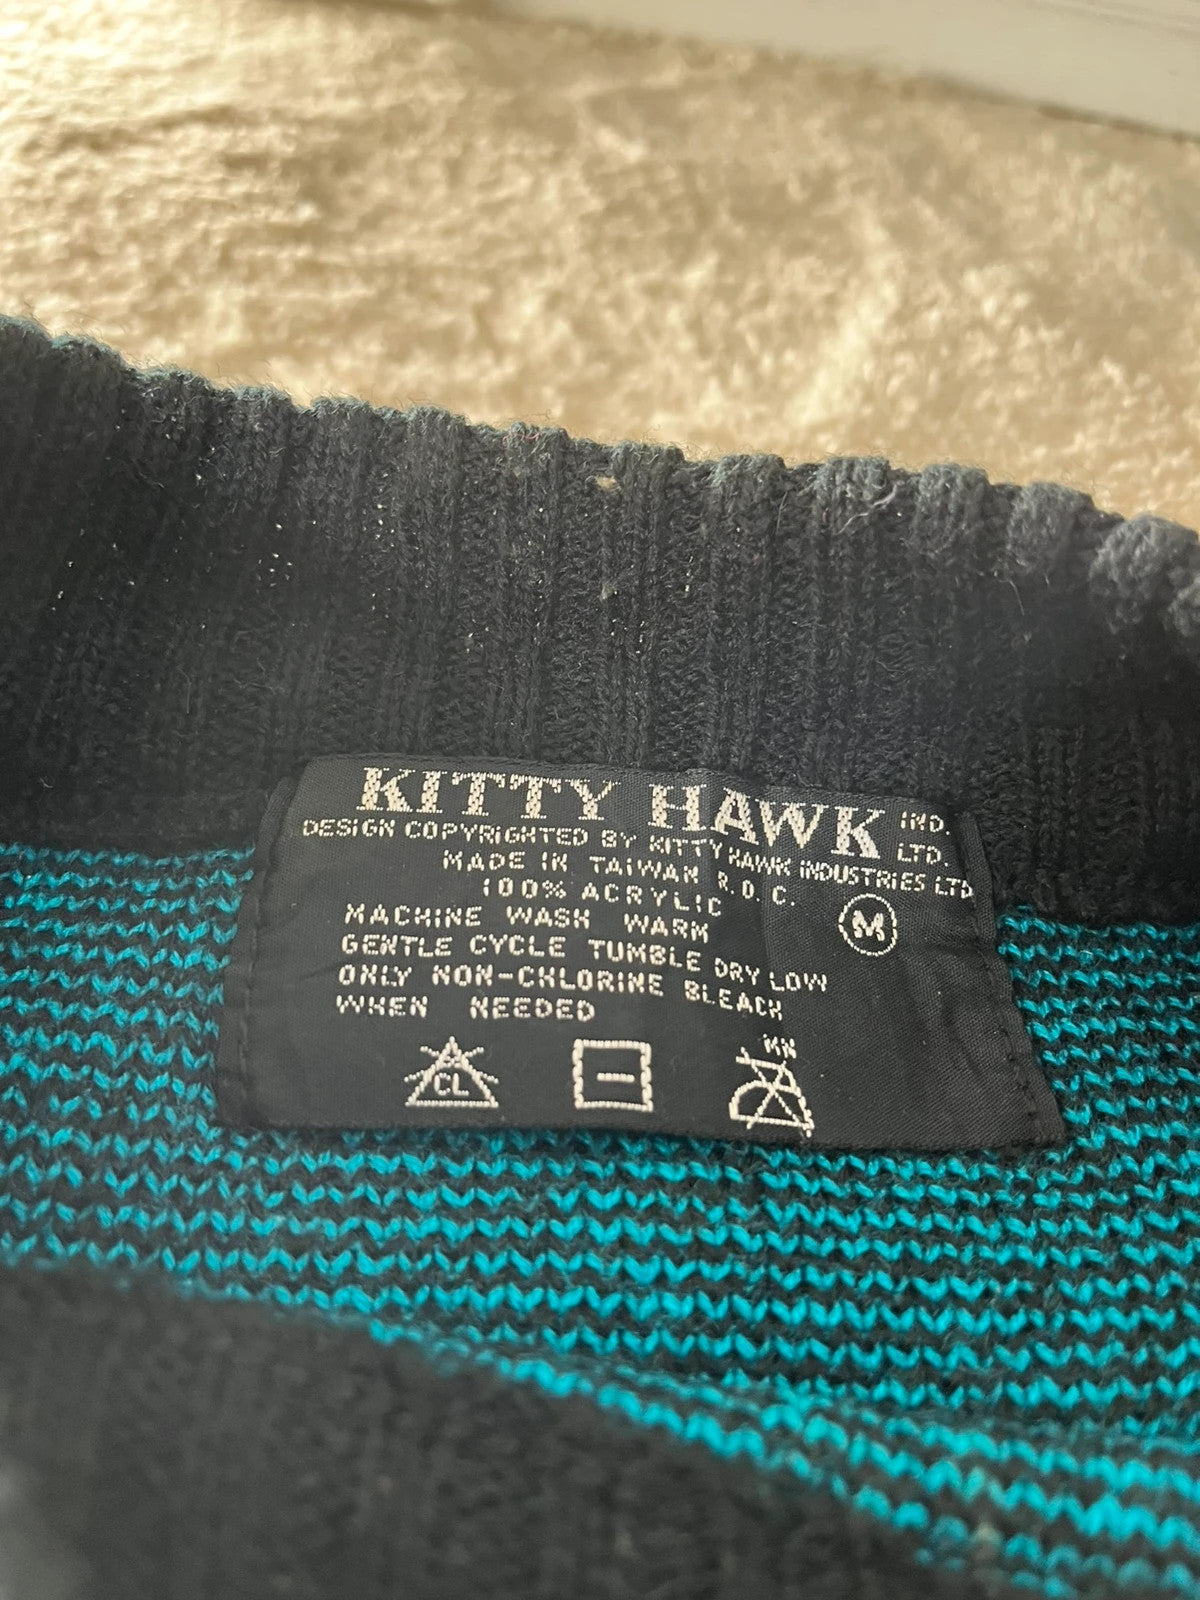 KITTY HAWK IND. LTD.
DESIGN COPYRIGHTED BY KITTY HAWK INDUSTRIES LTD
MADE IN TAIWAN R.O.C.
100% ACRYLIC
M
MACHINE WASH WARM
GENTLE CYCLE TUMBLE DRY LOW
ONLY NON-CHLORINE BLEACH
WHEN NEEDED
CL